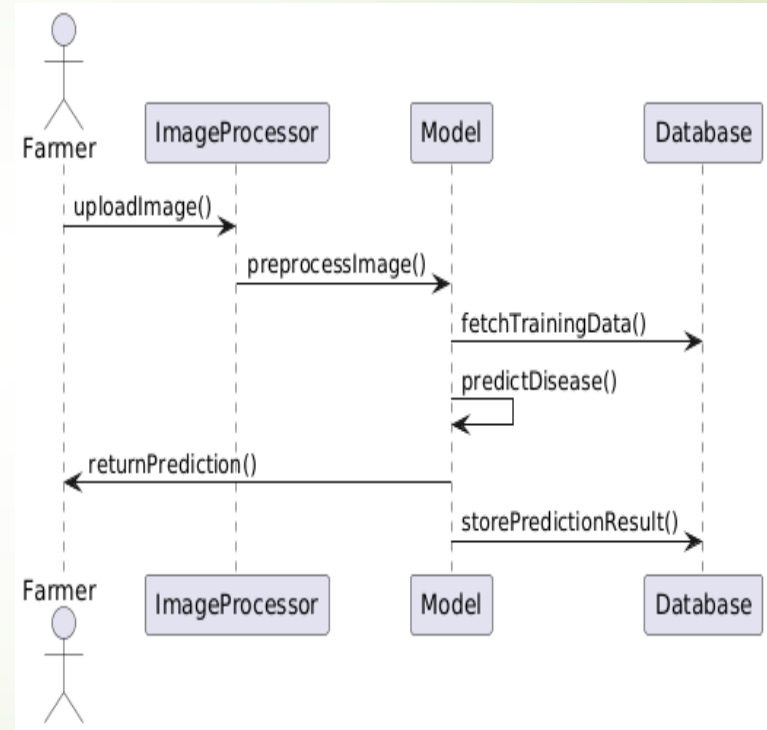 Farmer
ImageProcessor
Model
Database
uploadImage()
preprocessImage()
fetchTrainingData()
predictDisease()
returnPrediction()
storePredictionResult()
Farmer
ImageProcessor
Model
Database